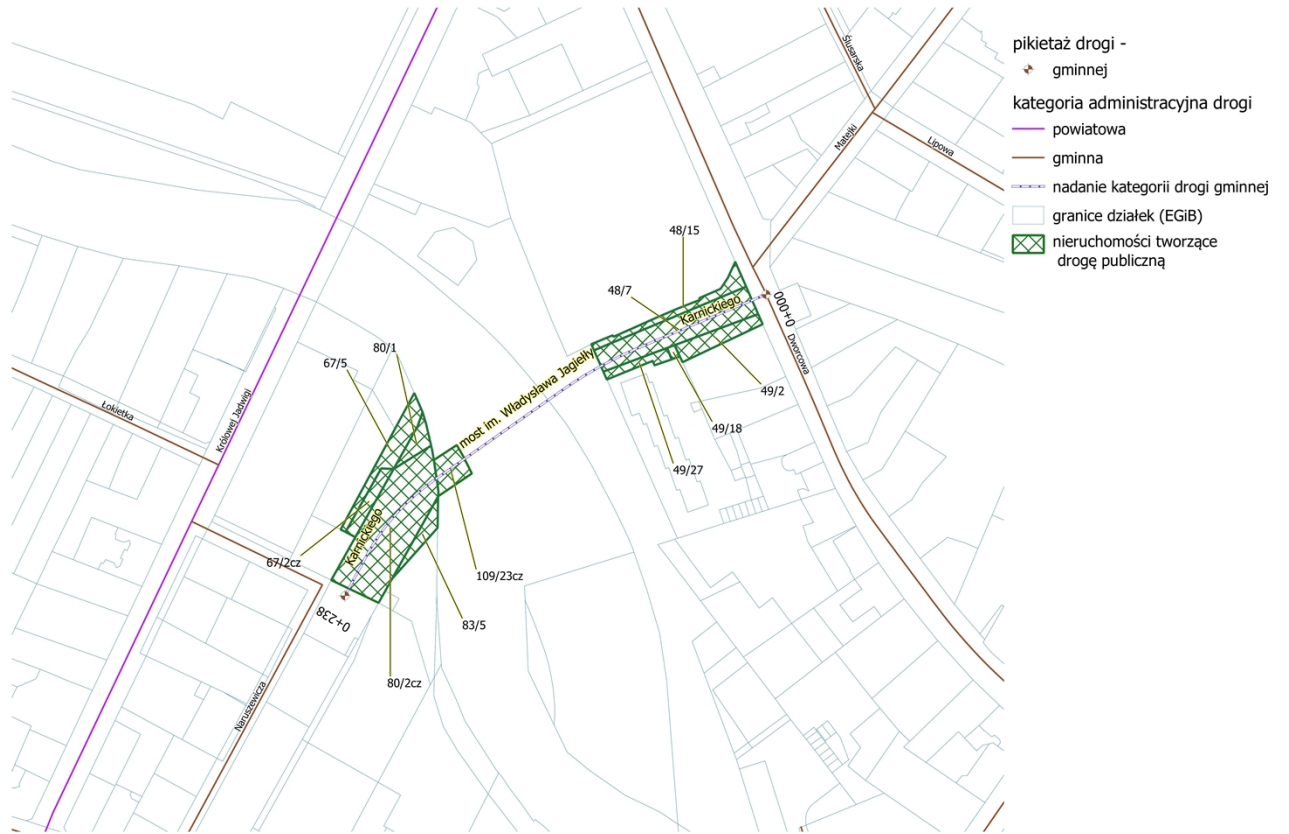 pikietaż drogi -
gminnej
kategoria administracyjna drogi
powiatowa
gminna
nadanie kategorii drogi gminnej
granice działek (EGiB)
nieruchomości tworzące
drogę publiczną
Ślusarska
Matejki
Lipowa
48/15
48/7
Karnickiego
000+0
Dworcowa
most im. Władysława Jagiełły
80/1
67/5
49/2
49/18
49/27
Łokietka
Królowej Jadwigi
Karnickiego
67/2cz
109/23cz
83/5
0+238
80/2cz
Naruszewicza